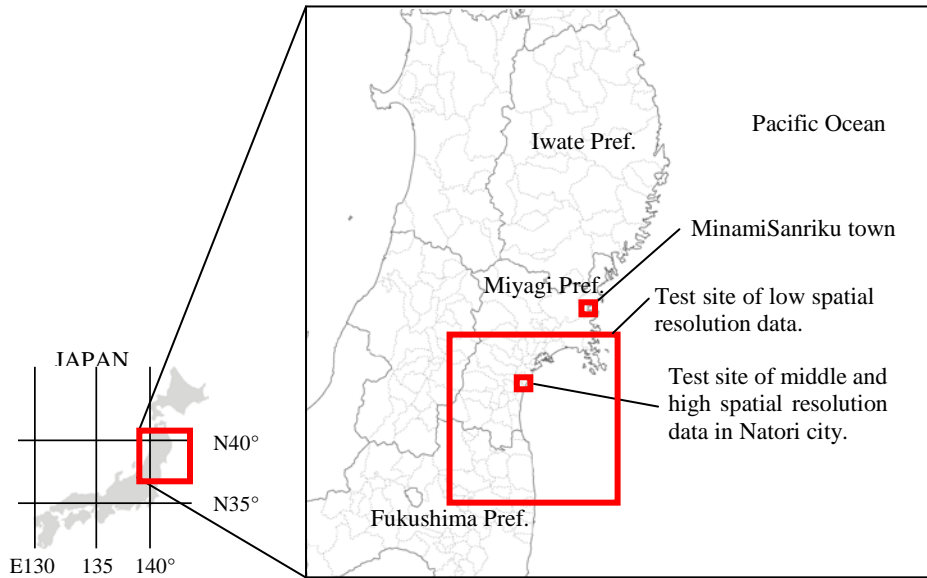 Pacific Ocean
Iwate Pref.
MinamiSanriku town
Miyagi Pref.
Test site of low spatial
resolution data.
JAPAN
Test site of middle and
high spatial resolution
data in Natori city.
N40°
N35°
Fukushima Pref.
E130 135 140°